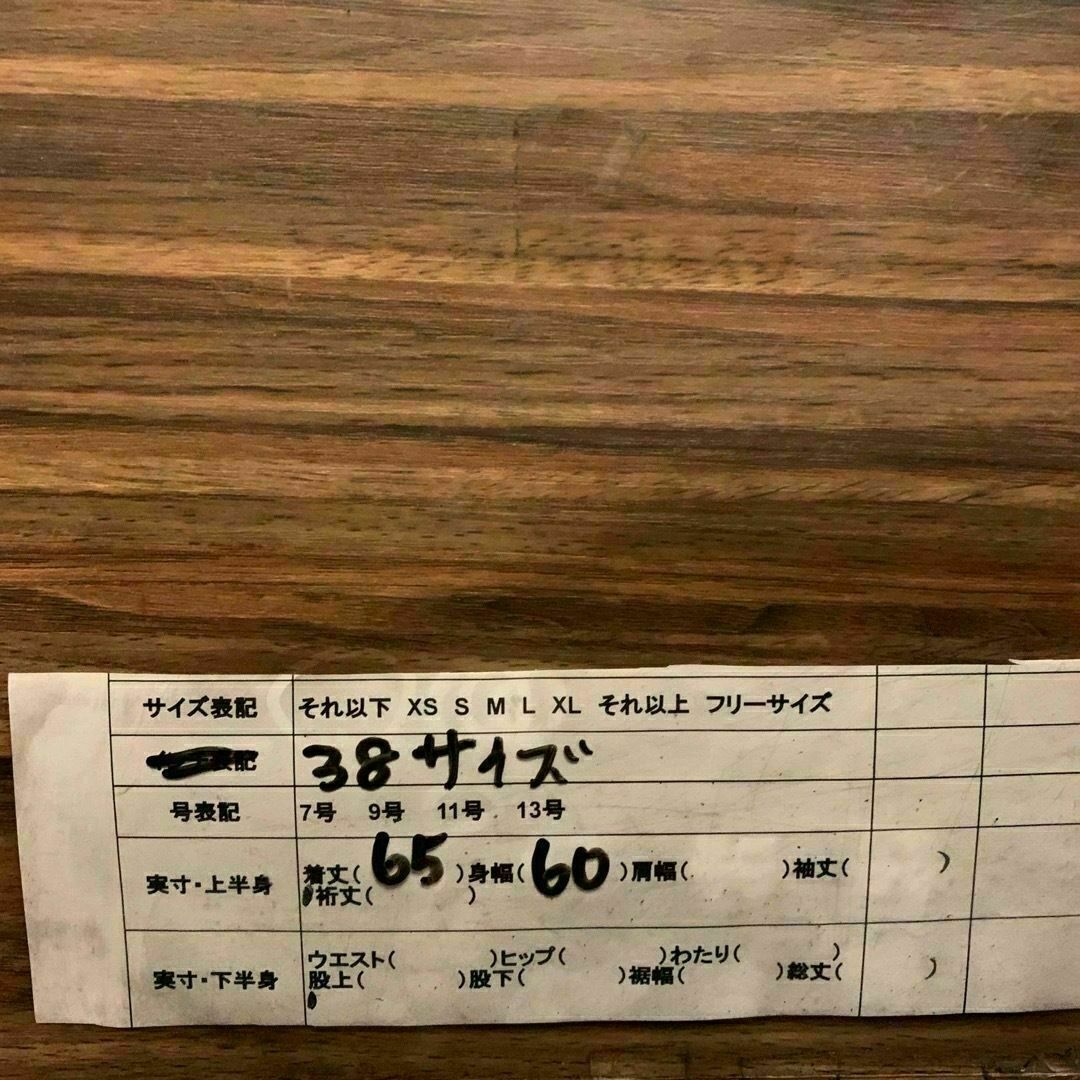 サイズ表記 それ以下 XS S M L XL それ以上 フリーサイズ
表記 38サイズ
号表記 7号 9号 11号 13号
実寸・上半身 着丈( 65 )身幅( 60 )肩幅( )袖丈( )
裄丈( )
実寸・下半身 ウエスト( )ヒップ( )わたり( )
股上( )股下( )裾幅( )総丈( )